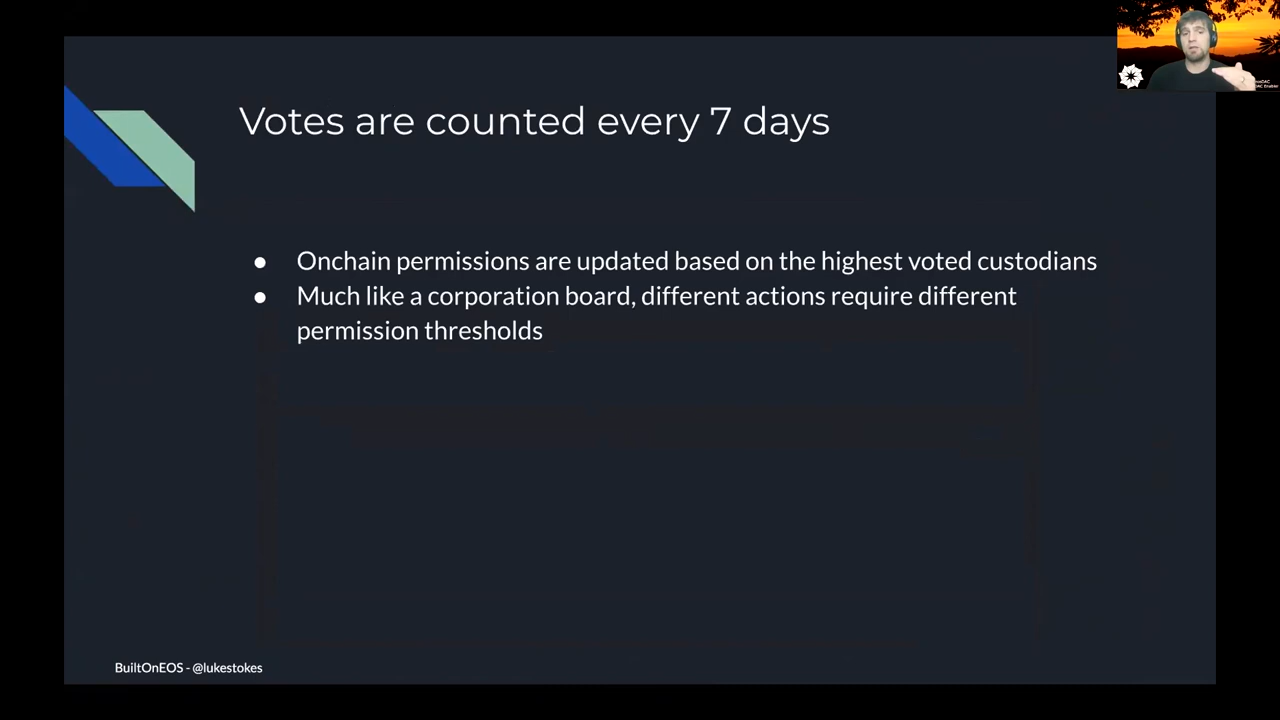 Votes are counted every 7 days
● Onchain permissions are updated based on the highest voted custodians
● Much like a corporation board, different actions require different
permission thresholds
BuiltOnEOS - @lukestokes